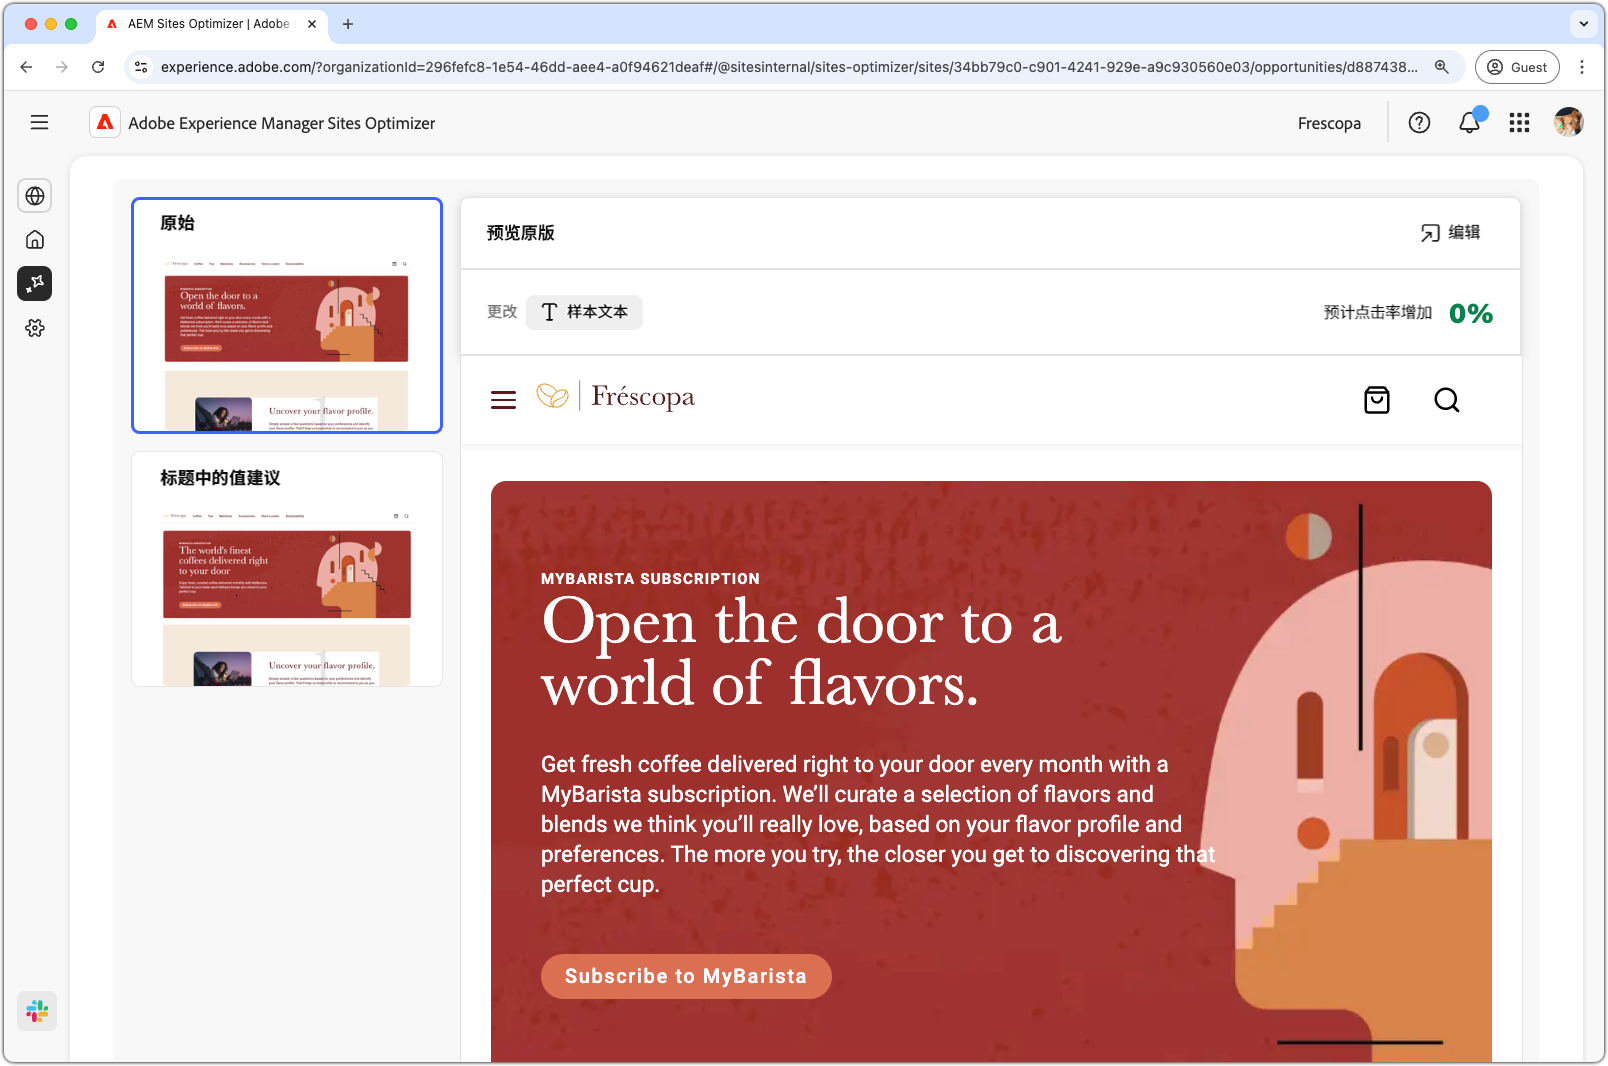 AEM Sites Optimizer | Adobe
experience.adobe.com/?organizationId=296fefc8-1e54-46dd-aee4-a0f94621deaf#/@sitesinternal/sites-optimizer/sites/34bb79c0-c901-4241-929e-a9c930560e03/opportunities/d887438...
Guest
Adobe Experience Manager Sites Optimizer
Frescopa
原始
Open the door to a
world of flavors.
Subscribe to MyBarista
Uncover your flavor profile.
标题中的值建议
The world's finest
coffees delivered right
to your door
Subscribe to MyBarista
Uncover your flavor profile.
预览原版
编辑
更改
样本文本
预计点击率增加 0%
Fréscopa
MYBARISTA SUBSCRIPTION
Open the door to a
world of flavors.
Get fresh coffee delivered right to your door every month with a
MyBarista subscription. We’ll curate a selection of flavors and
blends we think you’ll really love, based on your flavor profile and
preferences. The more you try, the closer you get to discovering that
perfect cup.
Subscribe to MyBarista